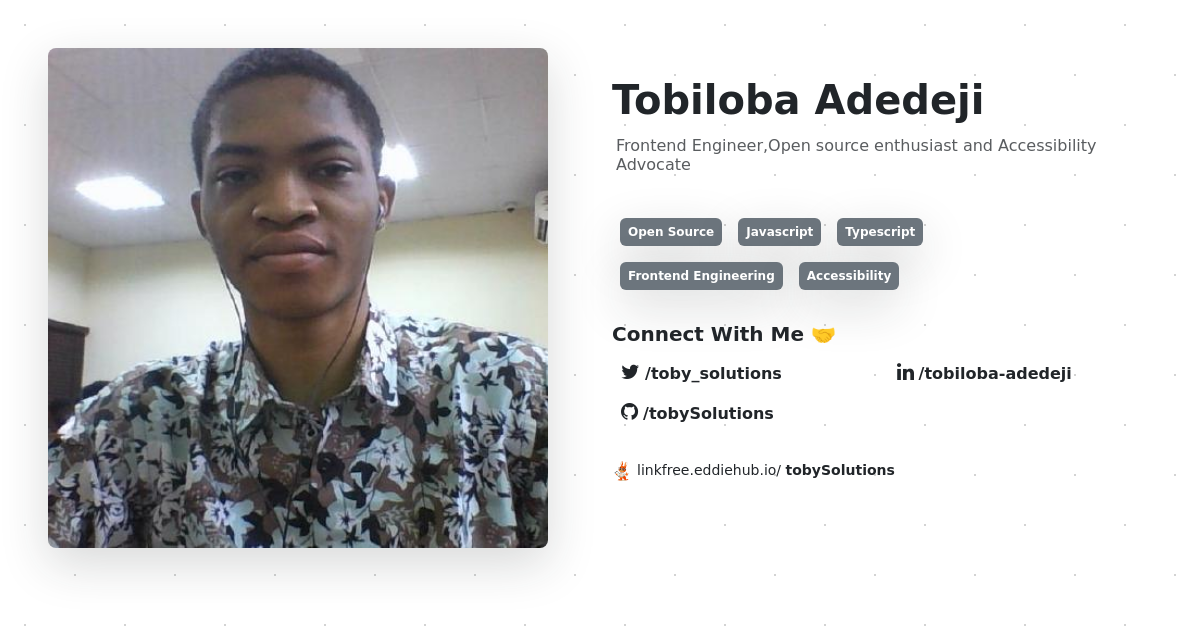 Tobiloba Adedeji
Frontend Engineer,Open source enthusiast and Accessibility
Advocate
Open Source Javascript Typescript
Frontend Engineering Accessibility
Connect With Me 🤝
/toby_solutions /tobiloba-adedeji
/tobySolutions
linkfree.eddiehub.io/ tobySolutions